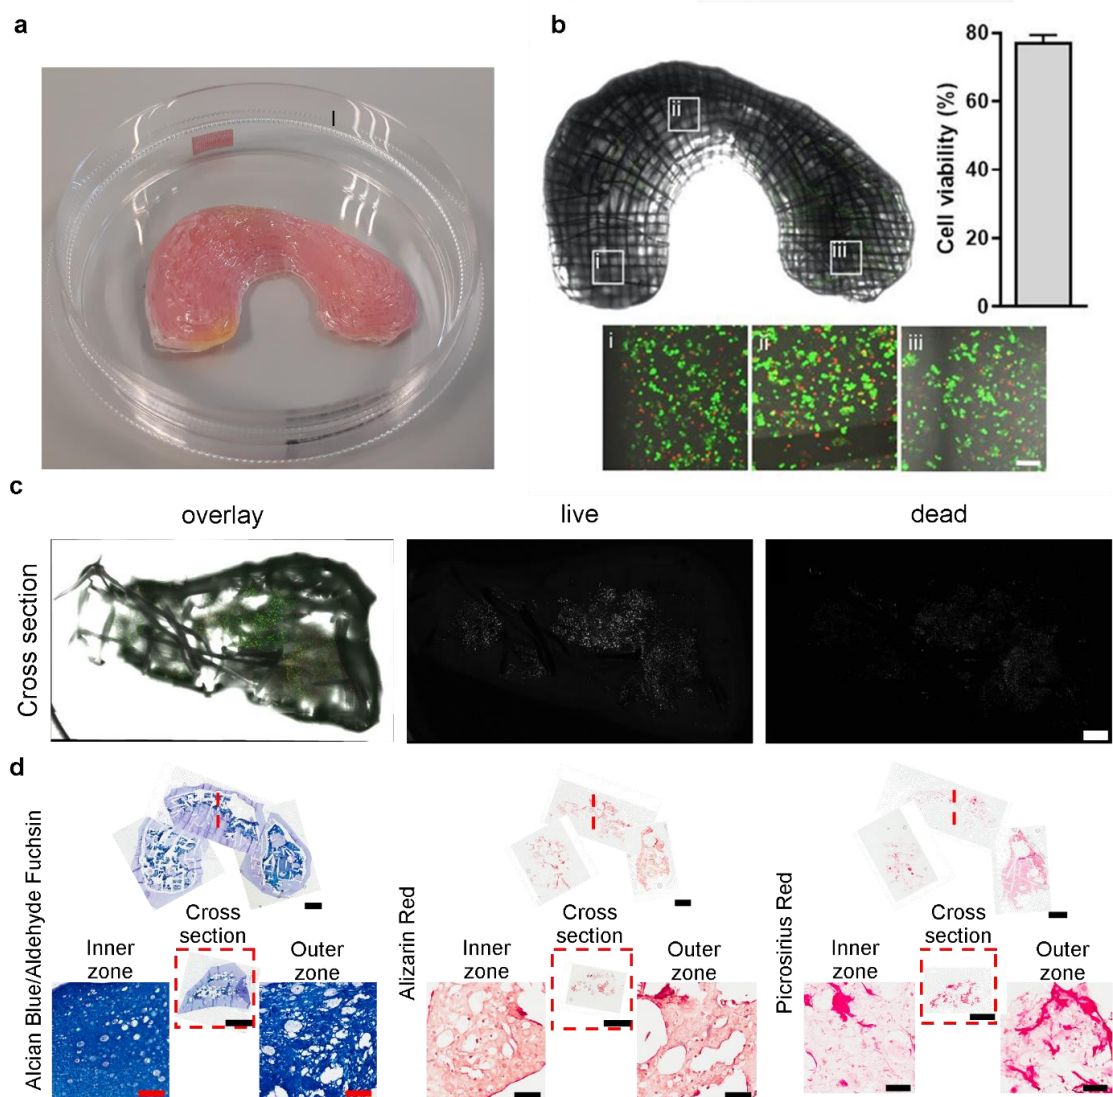 a
b
ii
i
iii
Cell viability (%)
80
60
40
20
0
i
ii
iii
c
overlay
live
dead
Cross section
d
Alcian Blue/Aldehyde Fuchsin
Inner
zone
Cross
section
Outer
zone
Alizarin Red
Inner
zone
Cross
section
Outer
zone
Picrosirius Red
Inner
zone
Cross
section
Outer
zone